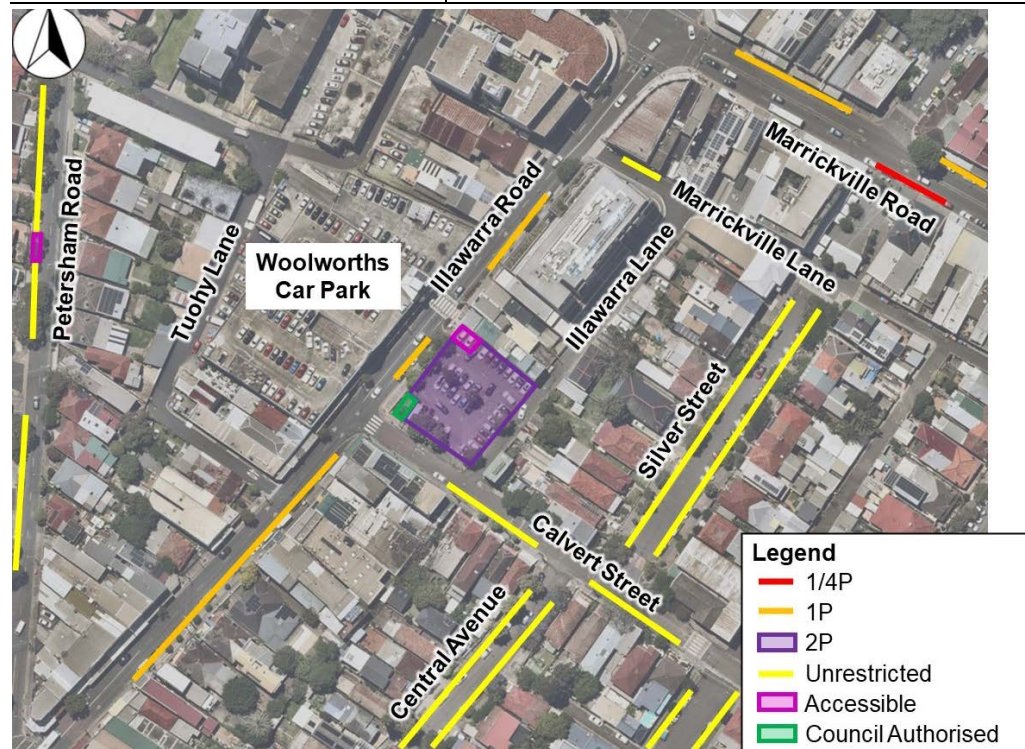 Marrickville Road
Petersham Road
Tuohy Lane
Woolworths
Car Park
Illawarra Road
Marrickville Lane
Illawarra Lane
Silver Street
Calvert Street
Central Avenue
Legend
1/4P
1P
2P
Unrestricted
Accessible
Council Authorised